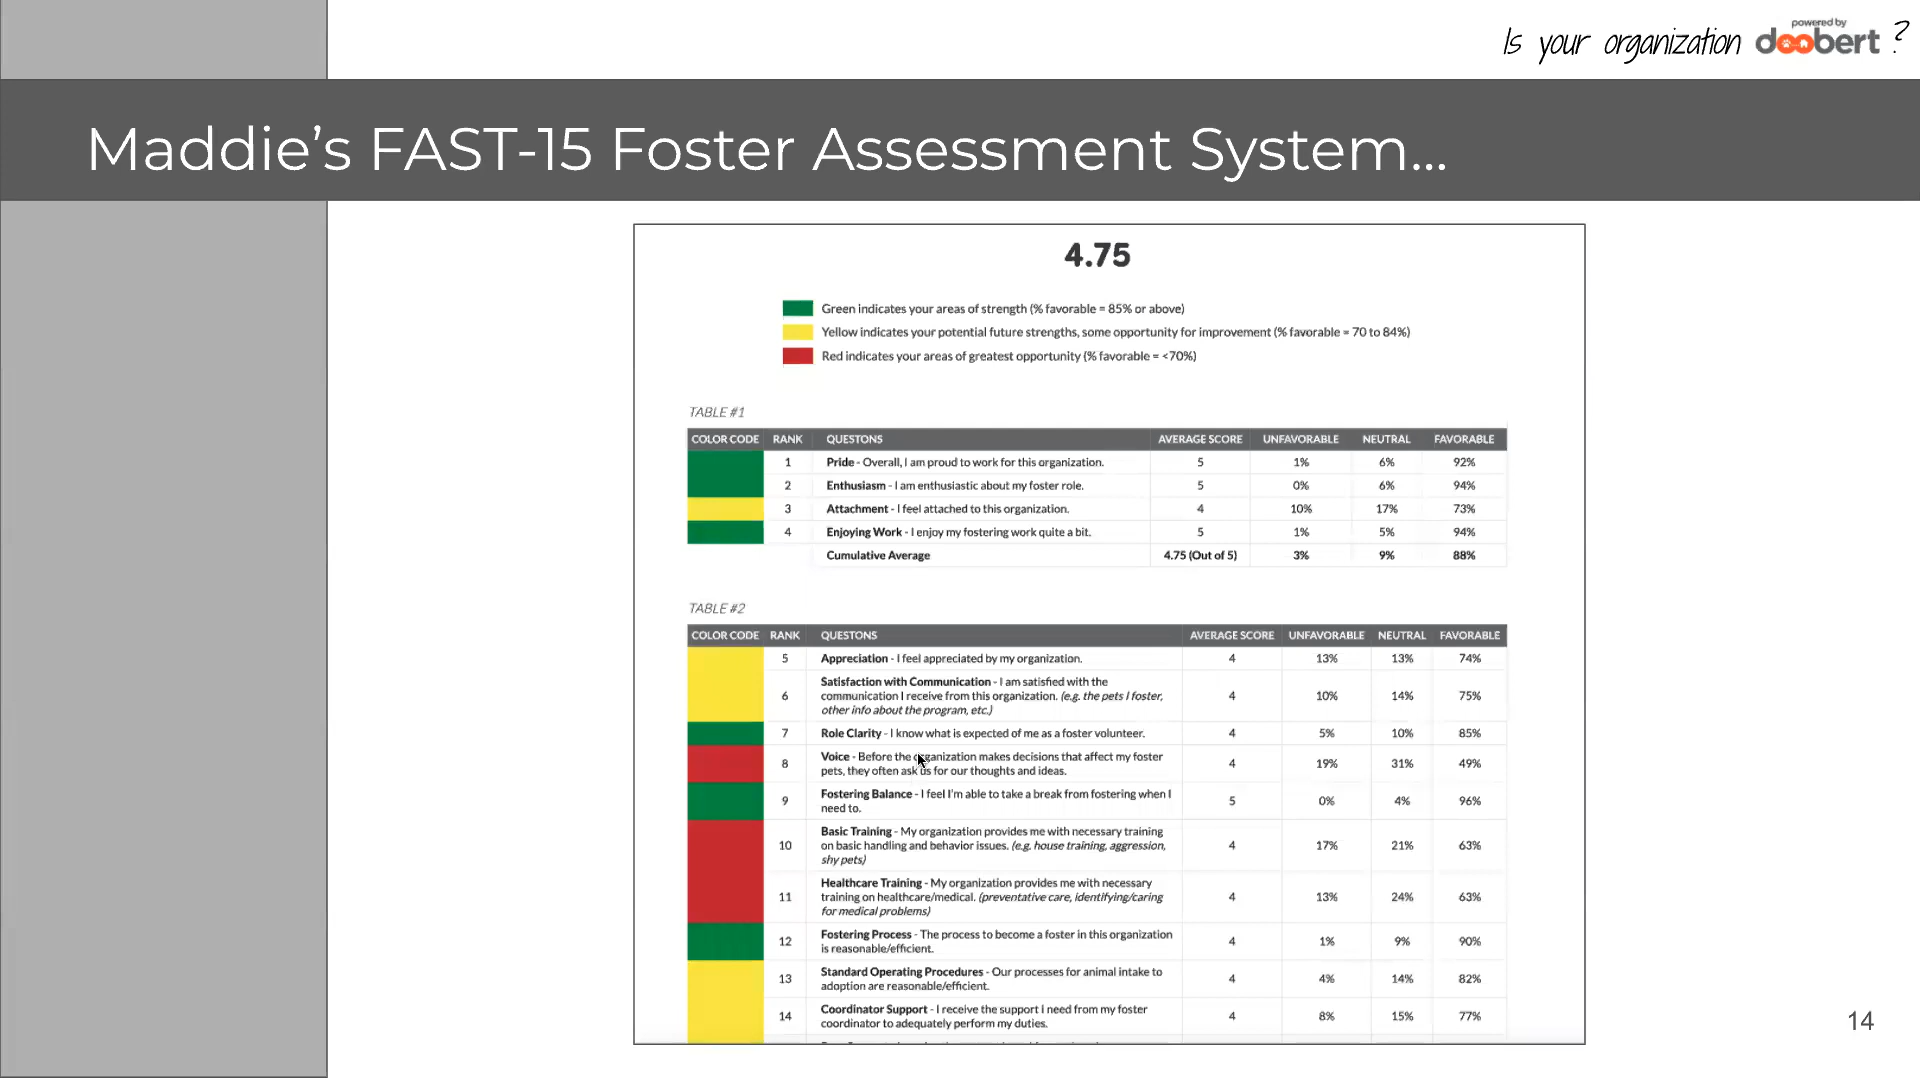 Is your organization powered by doobert ?
Maddie's FAST-15 Foster Assessment System...
4.75
Green indicates your areas of strength (% favorable = 85% or above)
Yellow indicates your potential future strengths, some opportunity for improvement (% favorable = 70 to 84%)
Red indicates your areas of greatest opportunity (% favorable = <70%)
TABLE #1
COLOR CODE RANK QUESTONS AVERAGE SCORE UNFAVORABLE NEUTRAL FAVORABLE
1 Pride - Overall, I am proud to work for this organization. 5 1% 6% 92%
2 Enthusiasm - I am enthusiastic about my foster role. 5 0% 6% 94%
3 Attachment - I feel attached to this organization. 4 10% 17% 73%
4 Enjoying Work - I enjoy my fostering work quite a bit. 5 1% 5% 94%
Cumulative Average 4.75 (Out of 5) 3% 9% 88%
TABLE #2
COLOR CODE RANK QUESTONS AVERAGE SCORE UNFAVORABLE NEUTRAL FAVORABLE
5 Appreciation - I feel appreciated by my organization. 4 13% 13% 74%
Satisfaction with Communication - I am satisfied with the
6 communication I receive from this organization. (e.g. the pets I foster, 4 10% 14% 75%
other info about the program, etc.)
7 Role Clarity - I know what is expected of me as a foster volunteer. 4 5% 10% 85%
8 Voice - Before the organization makes decisions that affect my foster 4 19% 31% 49%
pets, they often ask us for our thoughts and ideas.
9 Fostering Balance - I feel I'm able to take a break from fostering when I 5 0% 4% 96%
need to.
Basic Training - My organization provides me with necessary training
10 on basic handling and behavior issues. (e.g. house training, aggression, 4 17% 21% 63%
shy pets)
Healthcare Training - My organization provides me with necessary
11 training on healthcare/medical. (preventative care, identifying/caring 4 13% 24% 63%
for medical problems)
12 Fostering Process - The process to become a foster in this organization 4 1% 9% 90%
is reasonable/efficient.
13 Standard Operating Procedures - Our processes for animal intake to 4 4% 14% 82%
adoption are reasonable/efficient.
14 Coordinator Support - I receive the support I need from my foster 4 8% 15% 77%
coordinator to adequately perform my duties.
14